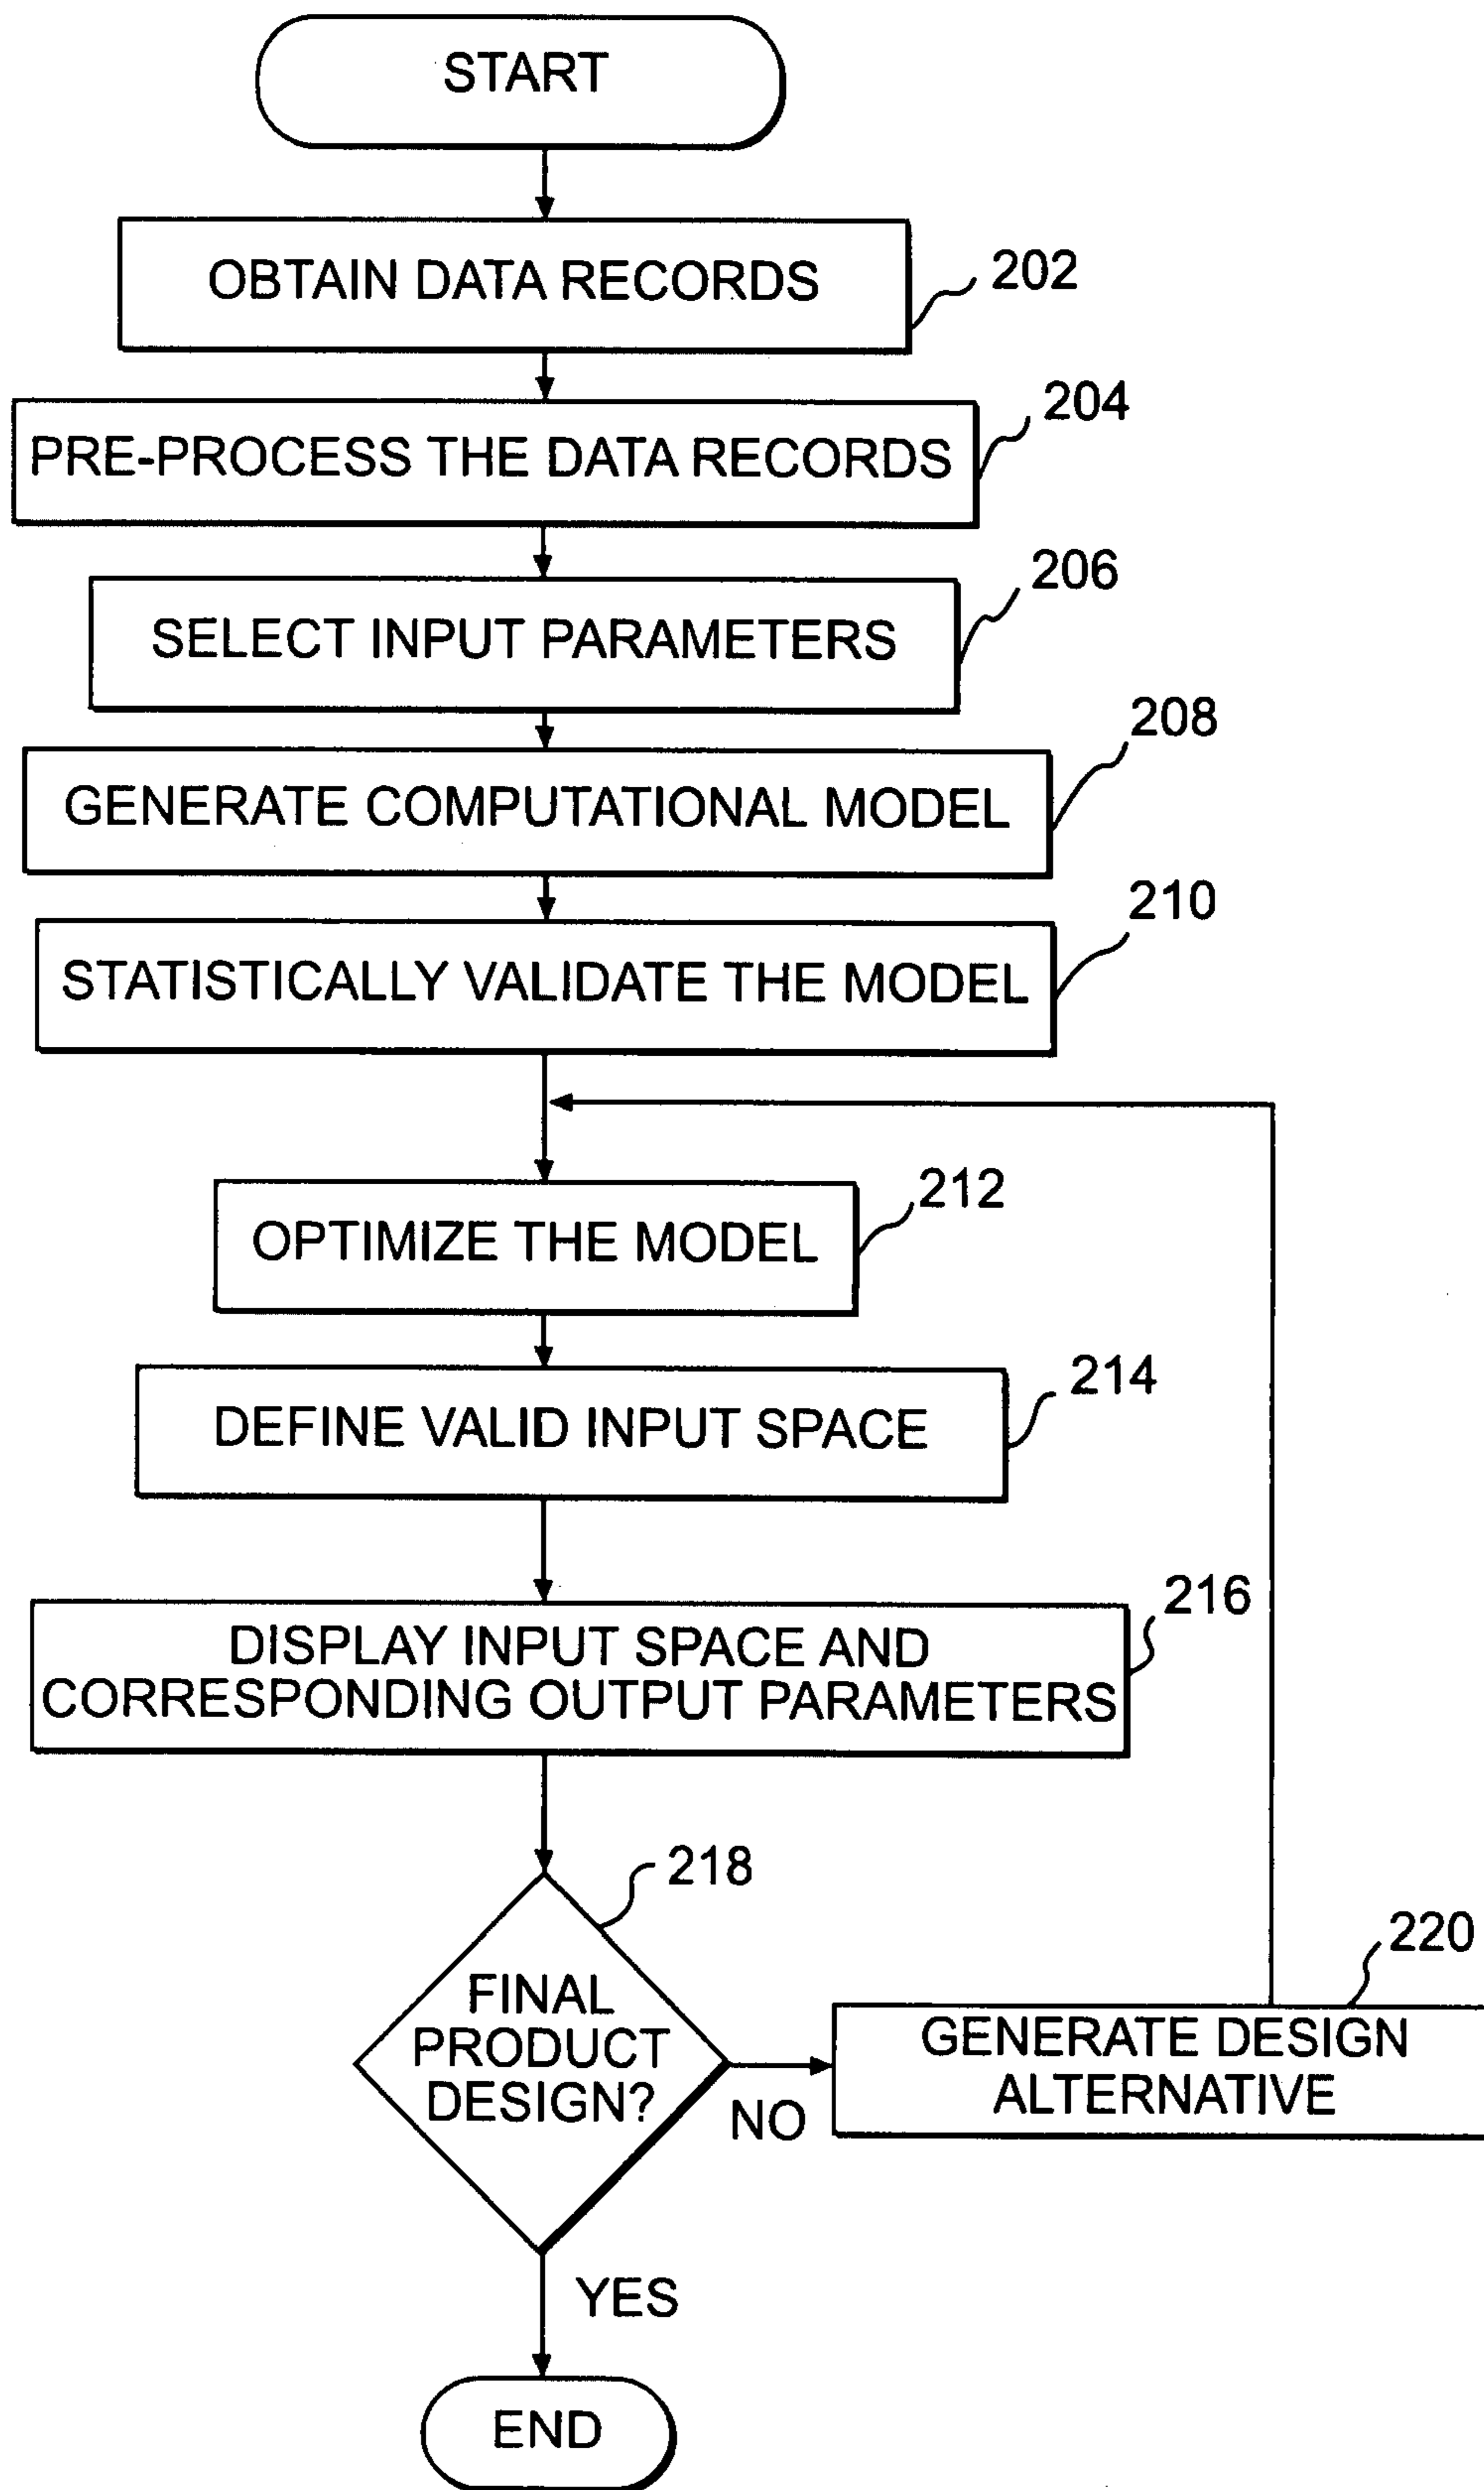 START
OBTAIN DATA RECORDS
202
PRE-PROCESS THE DATA RECORDS
204
SELECT INPUT PARAMETERS
206
GENERATE COMPUTATIONAL MODEL
208
STATISTICALLY VALIDATE THE MODEL
210
OPTIMIZE THE MODEL
212
DEFINE VALID INPUT SPACE
214
DISPLAY INPUT SPACE AND
CORRESPONDING OUTPUT PARAMETERS
216
FINAL
PRODUCT
DESIGN?
218
NO
GENERATE DESIGN
ALTERNATIVE
220
YES
END